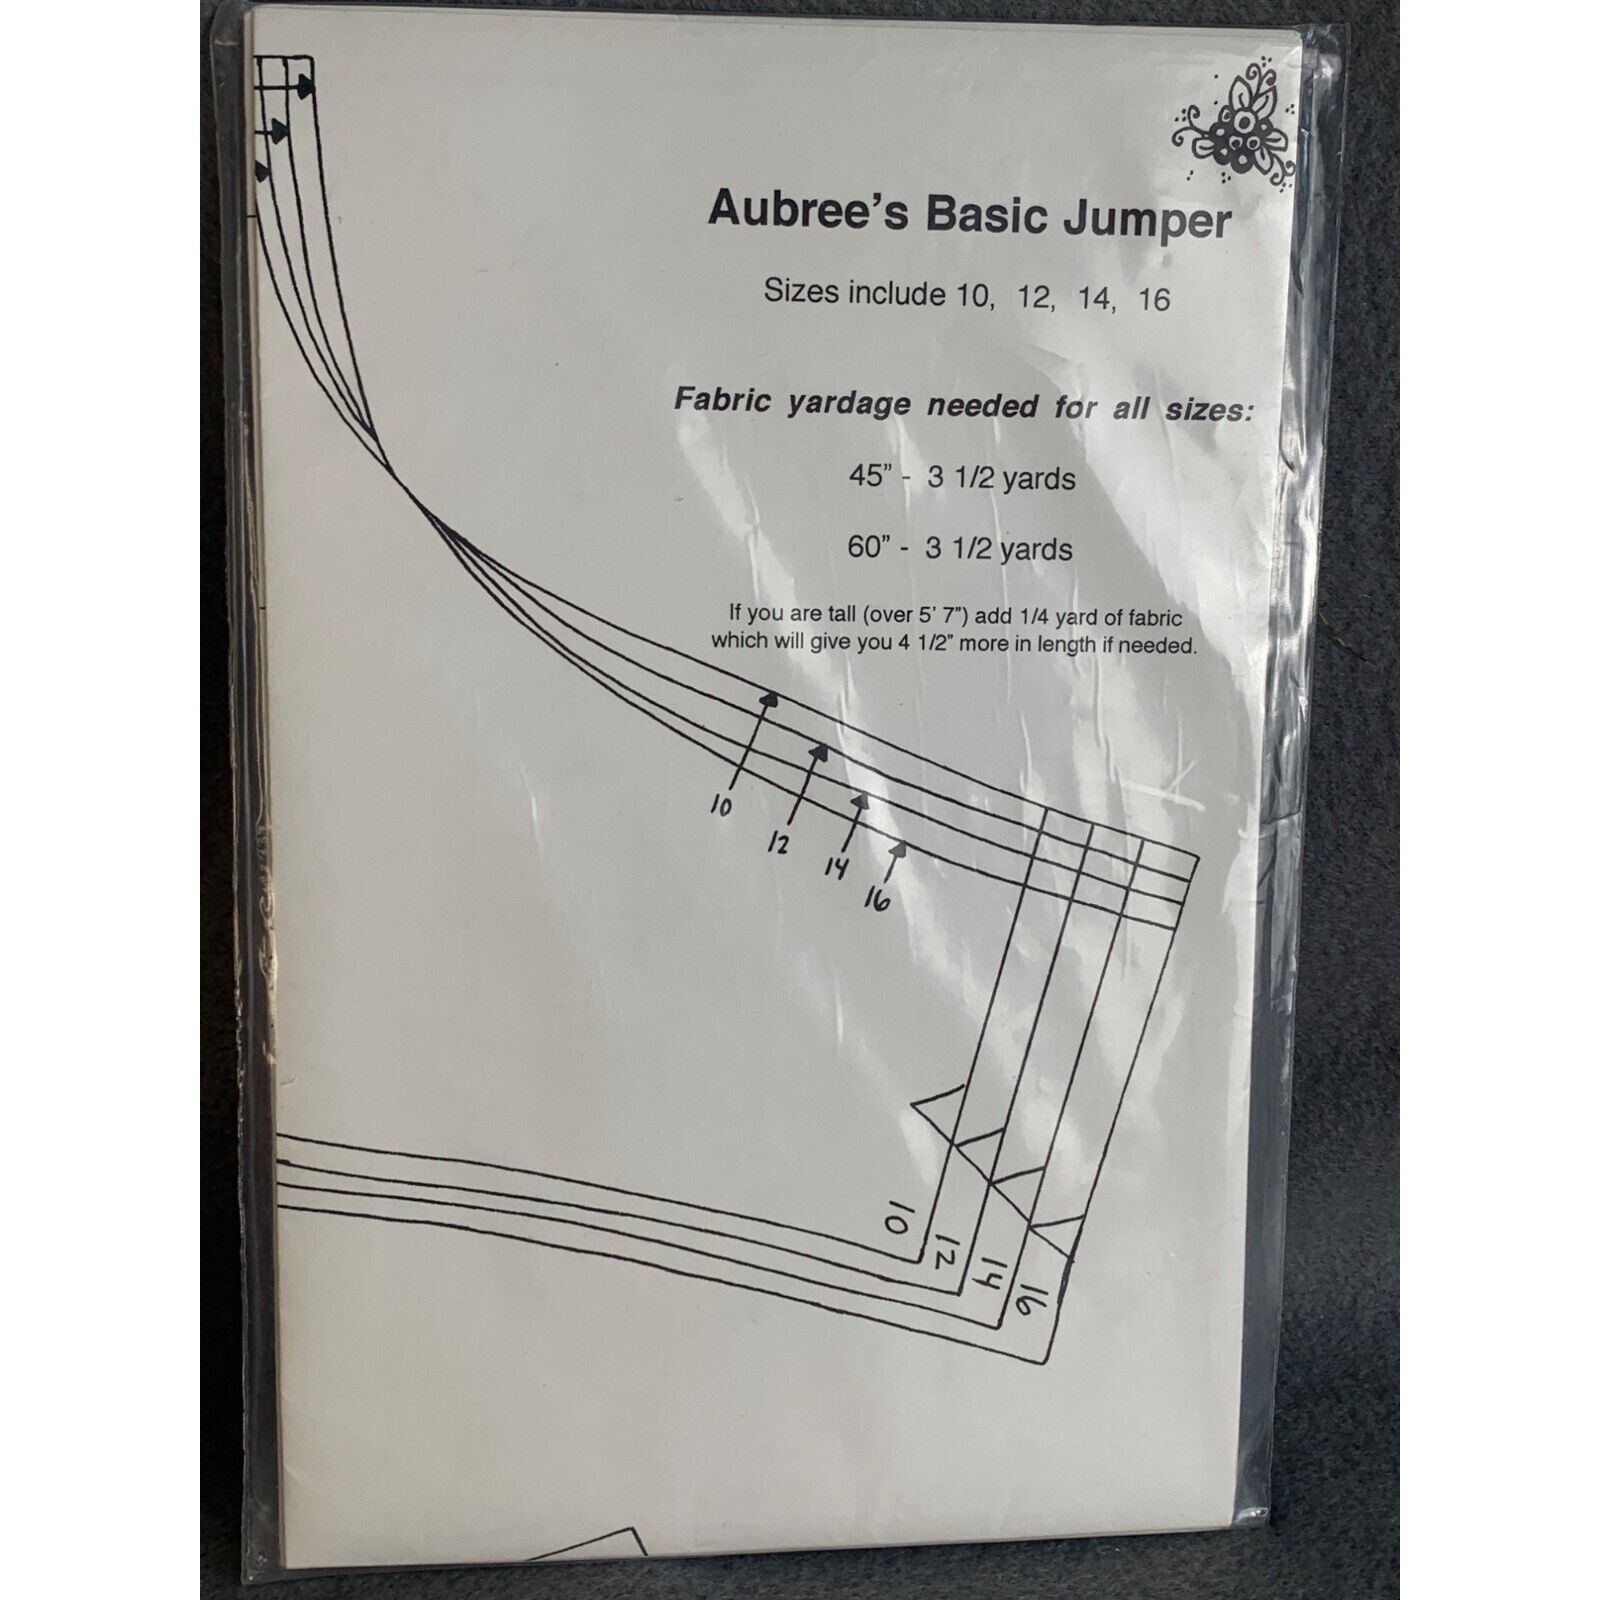 Aubree's Basic Jumper
Sizes include 10, 12, 14, 16
Fabric yardage needed for all sizes:
45" - 3 1/2 yards
60" - 3 1/2 yards
If you are tall (over 5' 7") add 1/4 yard of fabric
which will give you 4 1/2" more in length if needed.
10
12
14
16
10
12
14
16